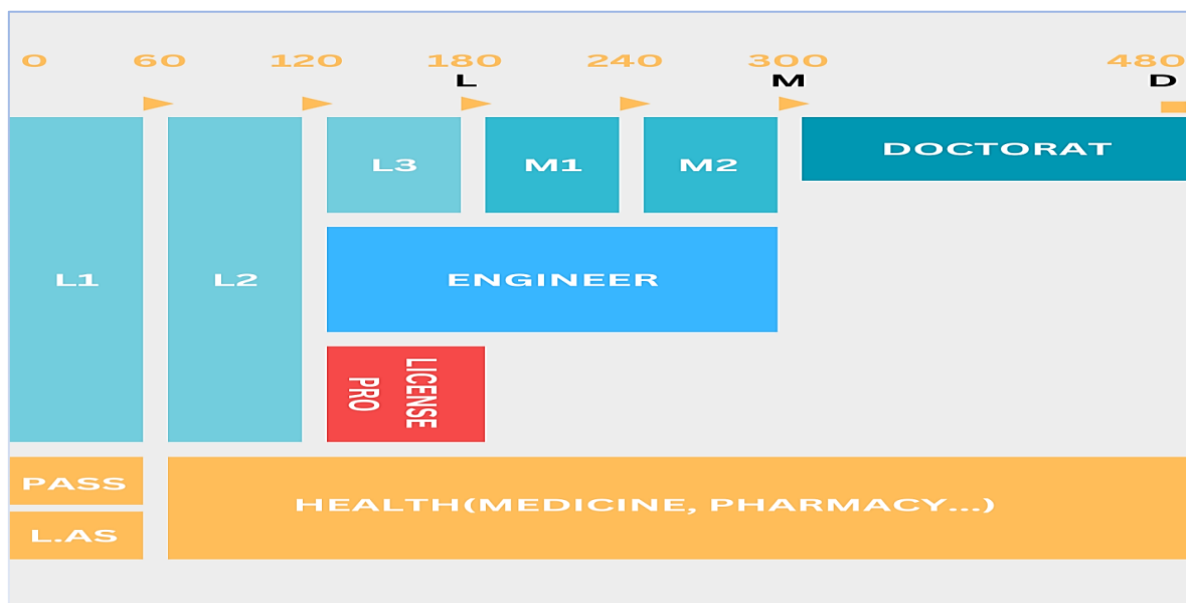 0 60 120 180 240 300 480
L M D
L1
L2
L3
M1
M2
DOCTORAT
ENGINEER
LICENSE
PRO
PASS
L.AS
HEALTH(MEDICINE, PHARMACY...)